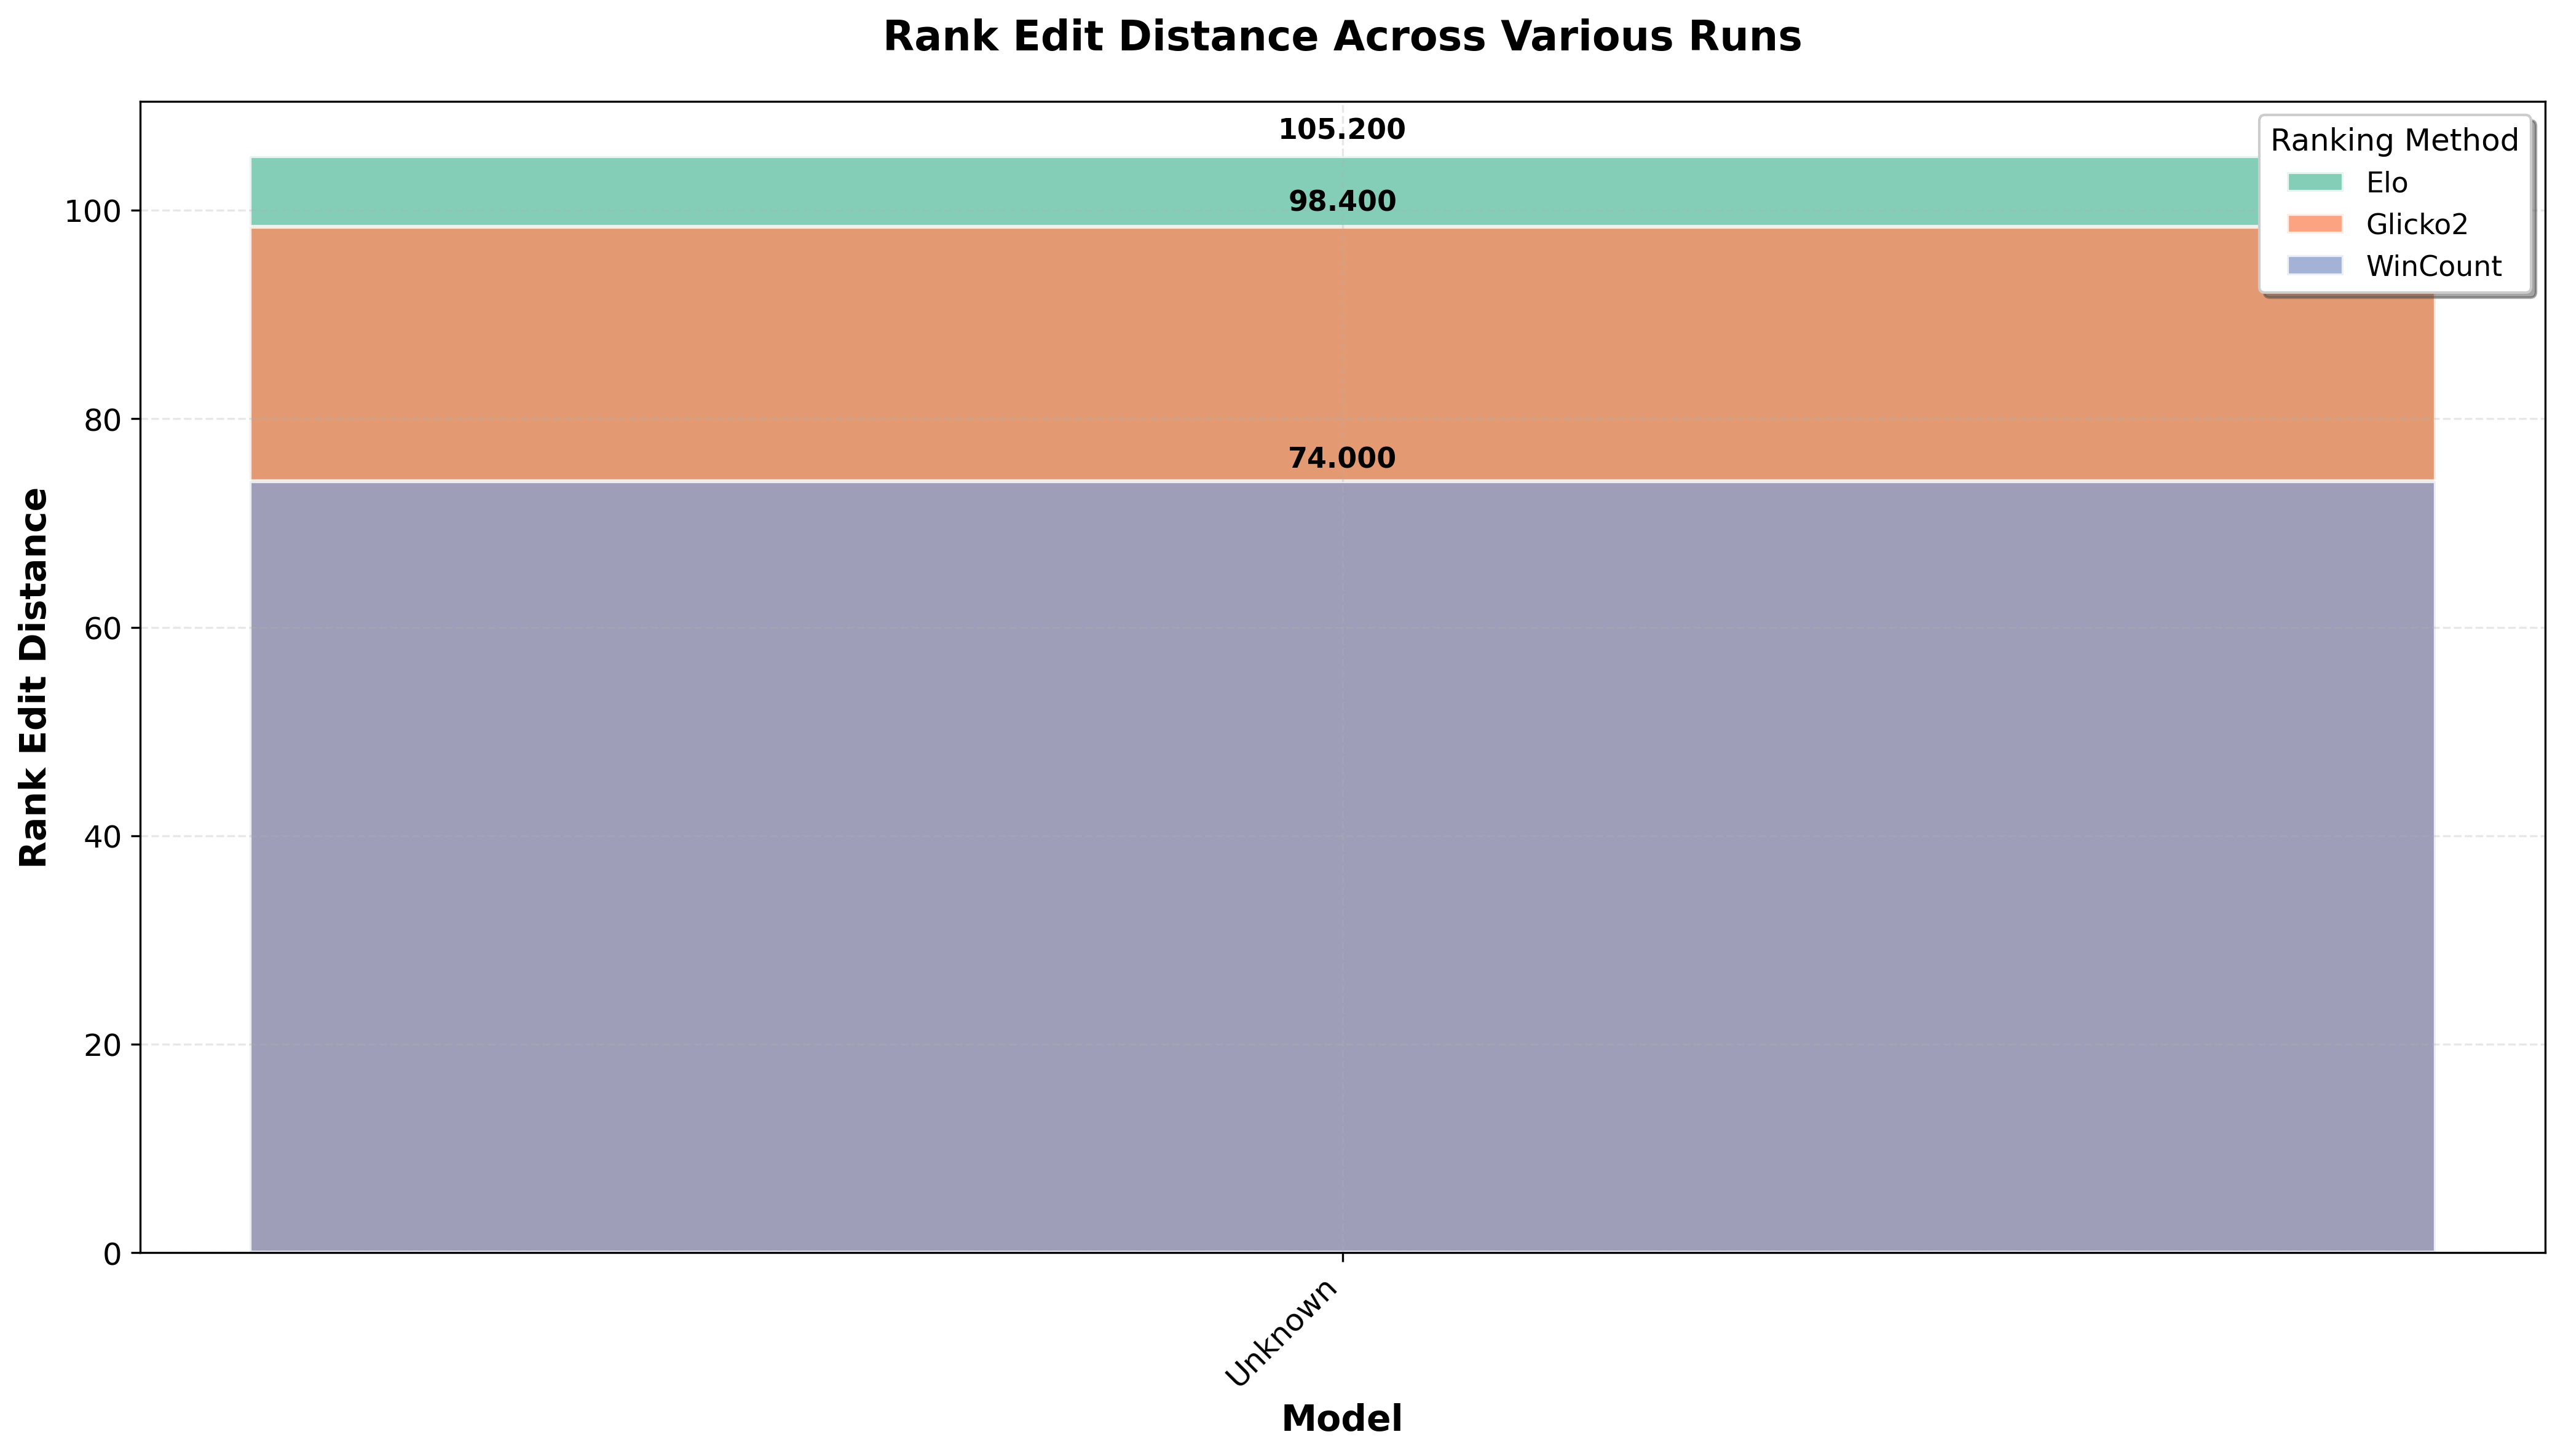 Rank Edit Distance Across Various Runs
105.200
98.400
74.000
Ranking Method
Elo
Glicko2
WinCount
Rank Edit Distance
100
80
60
40
20
0
Unknown
Model